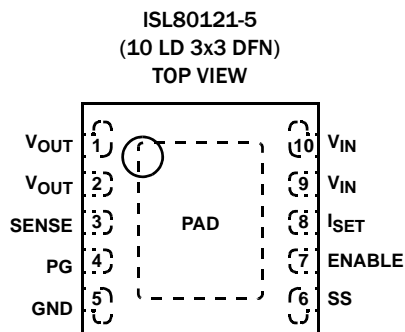 ISL80121-5
(10 LD 3x3 DFN)
TOP VIEW
VOUT 1 10 VIN
VOUT 2 9 VIN
SENSE 3 PAD 8 ISET
PG 4 7 ENABLE
GND 5 6 SS